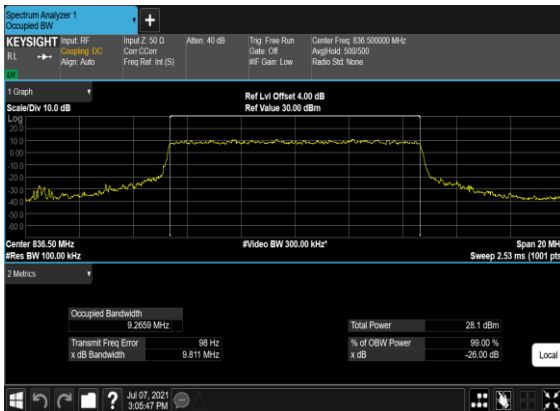 Spectrum Analyzer 1
Occupied BW
+
KEYSIGHT
RL
Input: RF
Coupling: DC
Align: Auto
Input Z: 50 Ω
Corr CCorr
Freq Ref: Int (S)
Atten: 40 dB
Trig: Free Run
Gate: Off
#IF Gain: Low
Center Freq: 836.500000 MHz
Avg|Hold: 500/500
Radio Std: None
1 Graph
Scale/Div 10.0 dB
Ref Lvl Offset 4.00 dB
Ref Value 30.00 dBm
Log
20.0
10.0
0.00
-10.0
-20.0
-30.0
-40.0
-50.0
-60.0
Center 836.50 MHz
#Res BW 100.00 kHz
#Video BW 300.00 kHz*
Span 20 MHz
Sweep 2.53 ms (1001 pts
2 Metrics
Occupied Bandwidth
9.2659 MHz
Transmit Freq Error 98 Hz
x dB Bandwidth 9.811 MHz
Total Power 28.1 dBm
% of OBW Power 99.00 %
x dB -26.00 dB
Local
?
Jul 07, 2021
3:05:47 PM